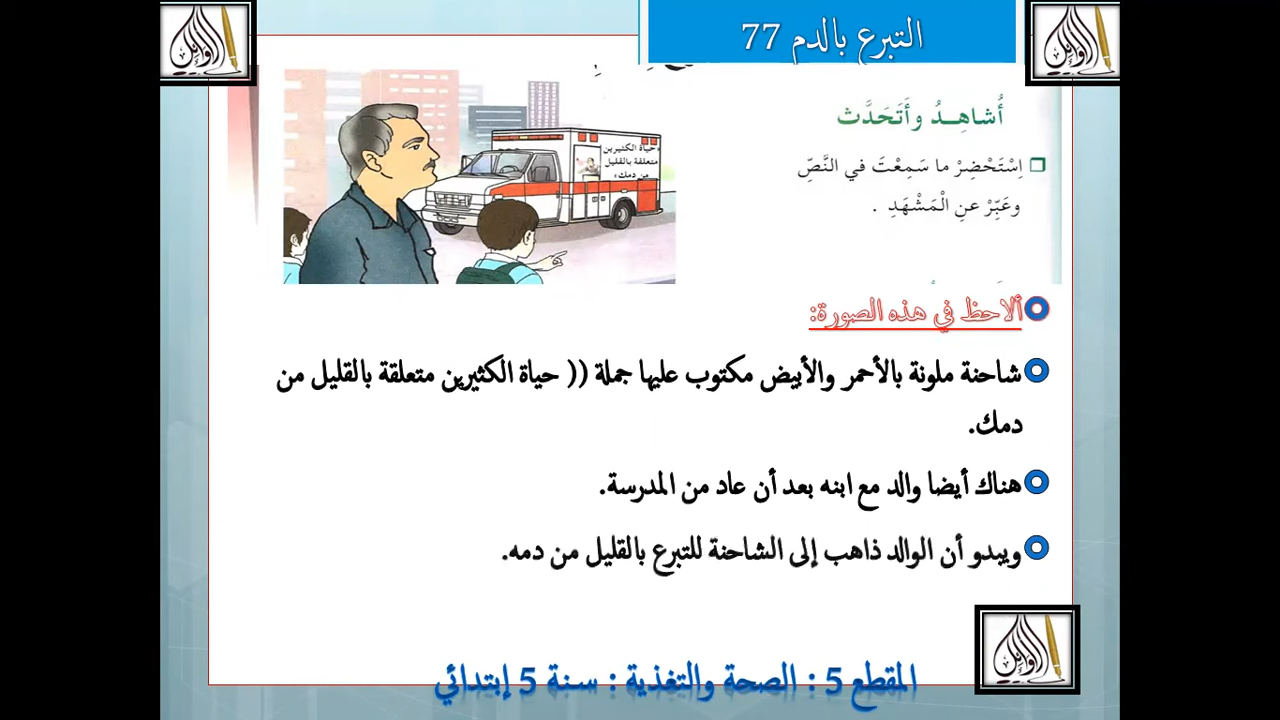 التبرع بالدم 77
أُشاهِـدُ وأَتَحَدَّث
اِسْتَحْضِرْ ما سَمِعْتَ في النَّصِّ
وعَبِّرْ عنِ الْمَشْهَدِ .
«حياة الكثيرين
متعلقة بالقليل
من دمك»
ألاحظ في هذه الصورة:
شاحنة ملونة بالأحمر والأبيض مكتوب عليها جملة (( حياة الكثيرين متعلقة بالقليل من
دمك.
هناك أيضا والد مع ابنه بعد أن عاد من المدرسة.
ويبدو أن الوالد ذاهب إلى الشاحنة للتبرع بالقليل من دمه.
المقطع 5 : الصحة والتغذية : سنة 5 إبتدائي